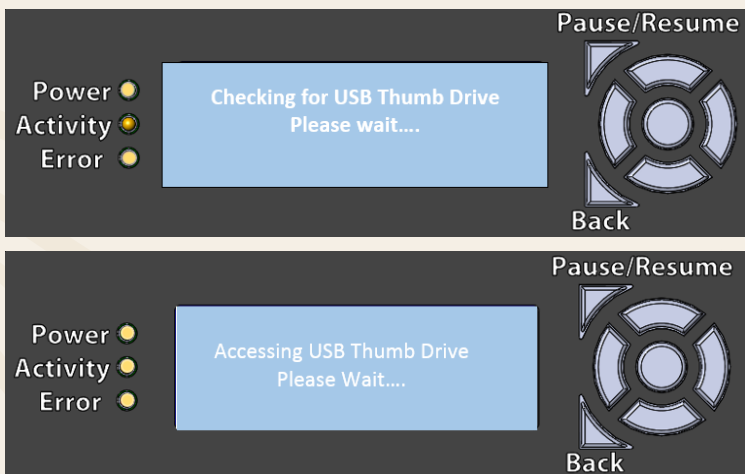 Pause/Resume
Power
Checking for USB Thumb Drive
Activity
Please wait....
Error
Back
Pause/Resume
Power
Accessing USB Thumb Drive
Activity
Please Wait....
Error
Back